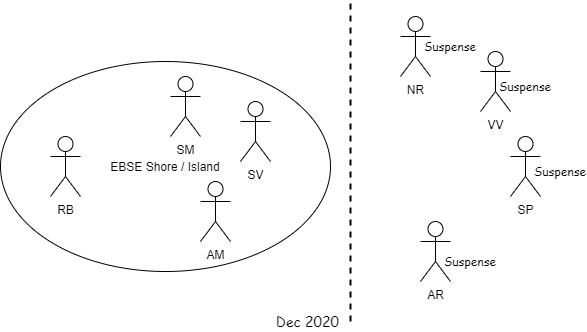 NR
Suspense
VV
Suspense
SM
EBSE Shore / Island
SV
RB
AM
SP
Suspense
AR
Suspense
Dec 2020